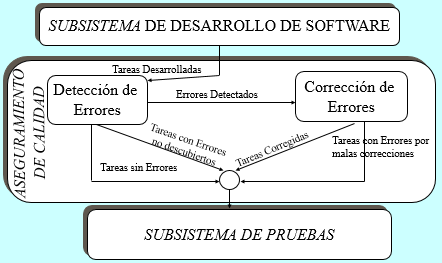 SUBSISTEMA DE DESARROLLO DE SOFTWARE
ASEGURAMIENTO
DE CALIDAD
Tareas Desarrolladas
Detección de
Errores
Errores Detectados
Corrección de
Errores
Tareas con Errores
no descubiertos
Tareas Corregidas
Tareas con Errores por
malas correcciones
Tareas sin Errores
SUBSISTEMA DE PRUEBAS